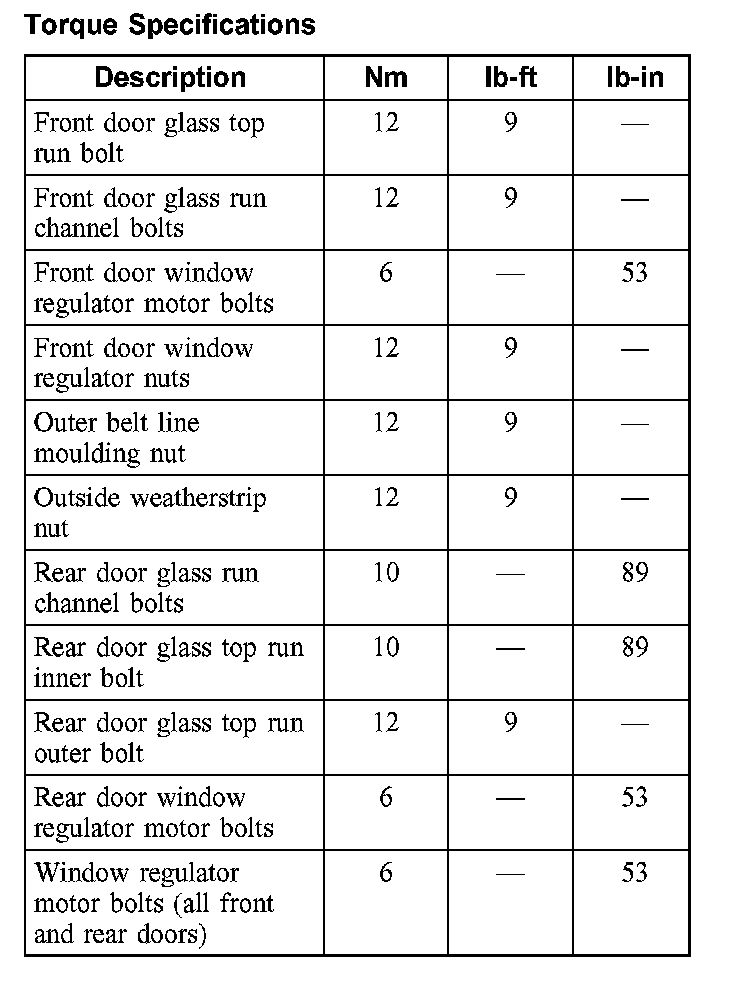 Torque Specifications
Description Nm lb-ft lb-in
Front door glass top 12 9 —
run bolt
Front door glass run 12 9 —
channel bolts
Front door window 6 — 53
regulator motor bolts
Front door window 12 9 —
regulator nuts
Outer belt line 12 9 —
moulding nut
Outside weatherstrip 12 9 —
nut
Rear door glass run 10 — 89
channel bolts
Rear door glass top run 10 — 89
inner bolt
Rear door glass top run 12 9 —
outer bolt
Rear door window 6 — 53
regulator motor bolts
Window regulator 6 — 53
motor bolts (all front
and rear doors)